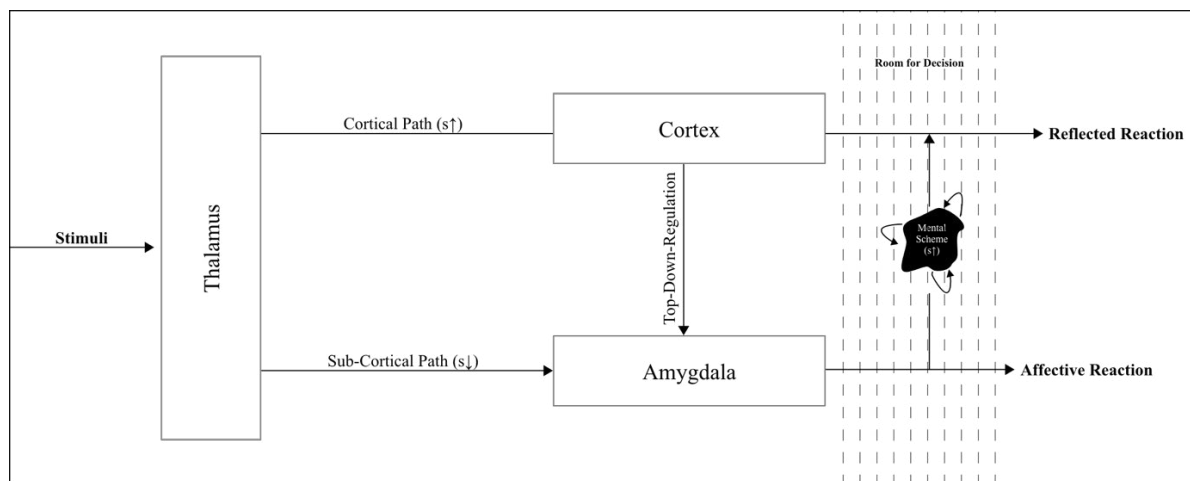 Room for Decision
Cortical Path (s↑)
Cortex
Reflected Reaction
Stimuli
Thalamus
Top-Down-Regulation
Mental
Scheme
(s↑)
Sub-Cortical Path (s↓)
Amygdala
Affective Reaction